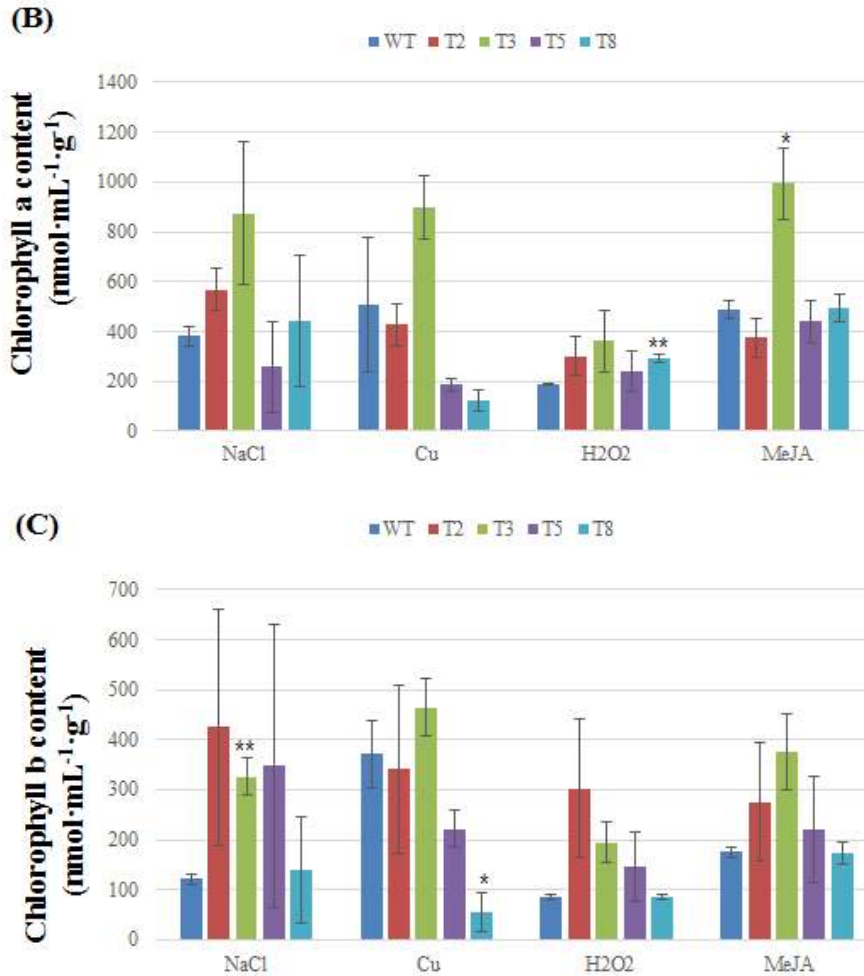 (B)
WT T2 T3 T5 T8
Chlorophyll a content
(nmol·mL⁻¹·g⁻¹)
1400
1200
1000
800
600
400
200
0
*
**
NaCl Cu H2O2 MeJA
(C)
WT T2 T3 T5 T8
Chlorophyll b content
(nmol·mL⁻¹·g⁻¹)
700
600
500
400
300
200
100
0
**
*
NaCl Cu H2O2 MeJA